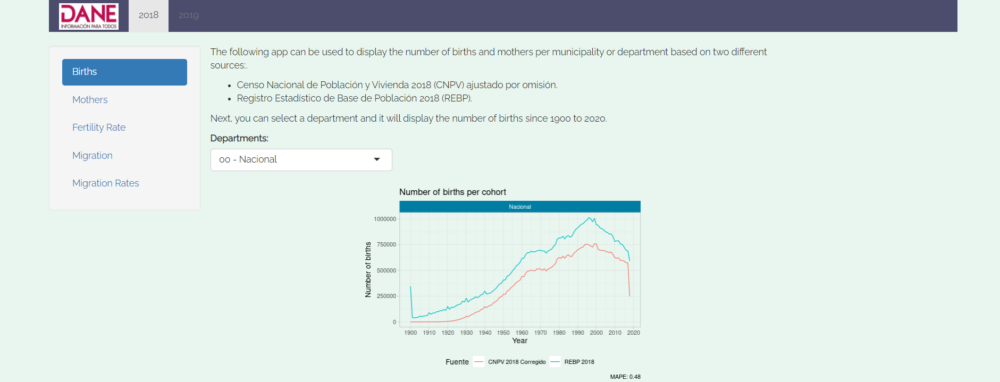 DANE
INFORMACIÓN PARA TODOS
2018
2019
Births
Mothers
Fertility Rate
Migration
Migration Rates
The following app can be used to display the number of births and mothers per municipality or department based on two different
sources:.
• Censo Nacional de Población y Vivienda 2018 (CNPV) ajustado por omisión.
• Registro Estadístico de Base de Población 2018 (REBP).
Next, you can select a department and it will display the number of births since 1900 to 2020.
Departments:
00 - Nacional
Number of births per cohort
Nacional
Number of births
1000000
750000
500000
250000
0
1900 1910 1920 1930 1940 1950 1960 1970 1980 1990 2000 2010 2020
Year
Fuente CNPV 2018 Corregido REBP 2018
MAPE: 0.48